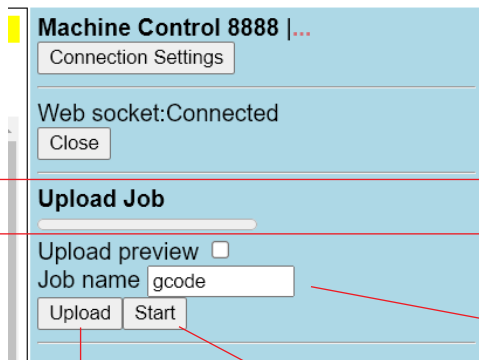 Machine Control 8888 |...
Connection Settings
Web socket:Connected
Close
Upload Job
Upload preview
Job name gcode
Upload Start